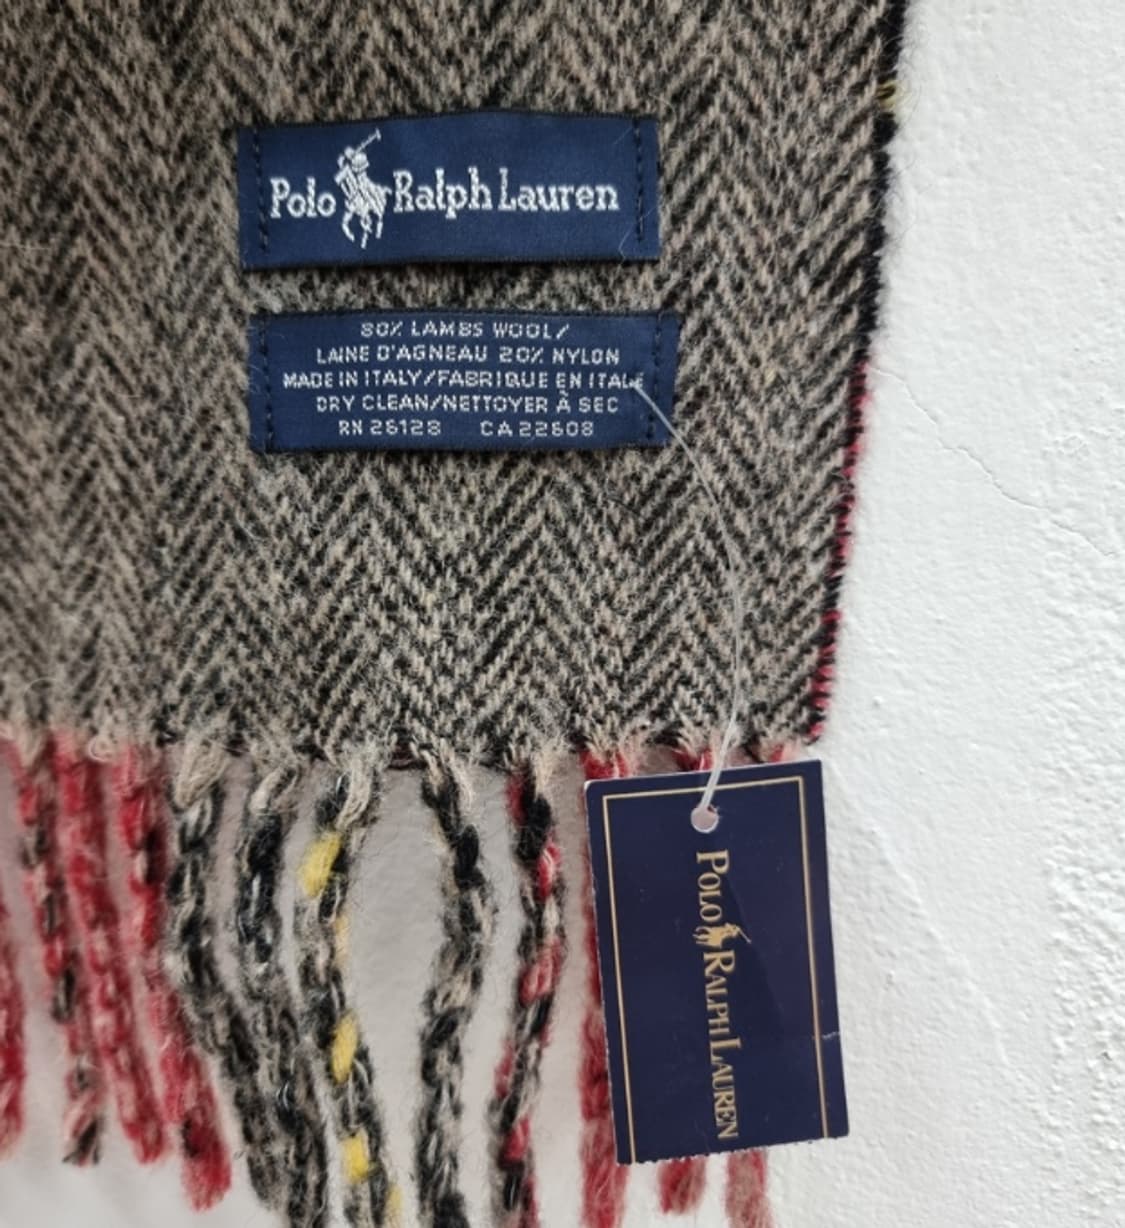 Polo Ralph Lauren
80% LAMBS WOOL/
LAINE D'AGNEAU 20% NYLON
MADE IN ITALY/FABRIQUE EN ITALIE
DRY CLEAN/NETTOYER À SEC
RN 26128 CA 22608
POLO RALPH LAUREN